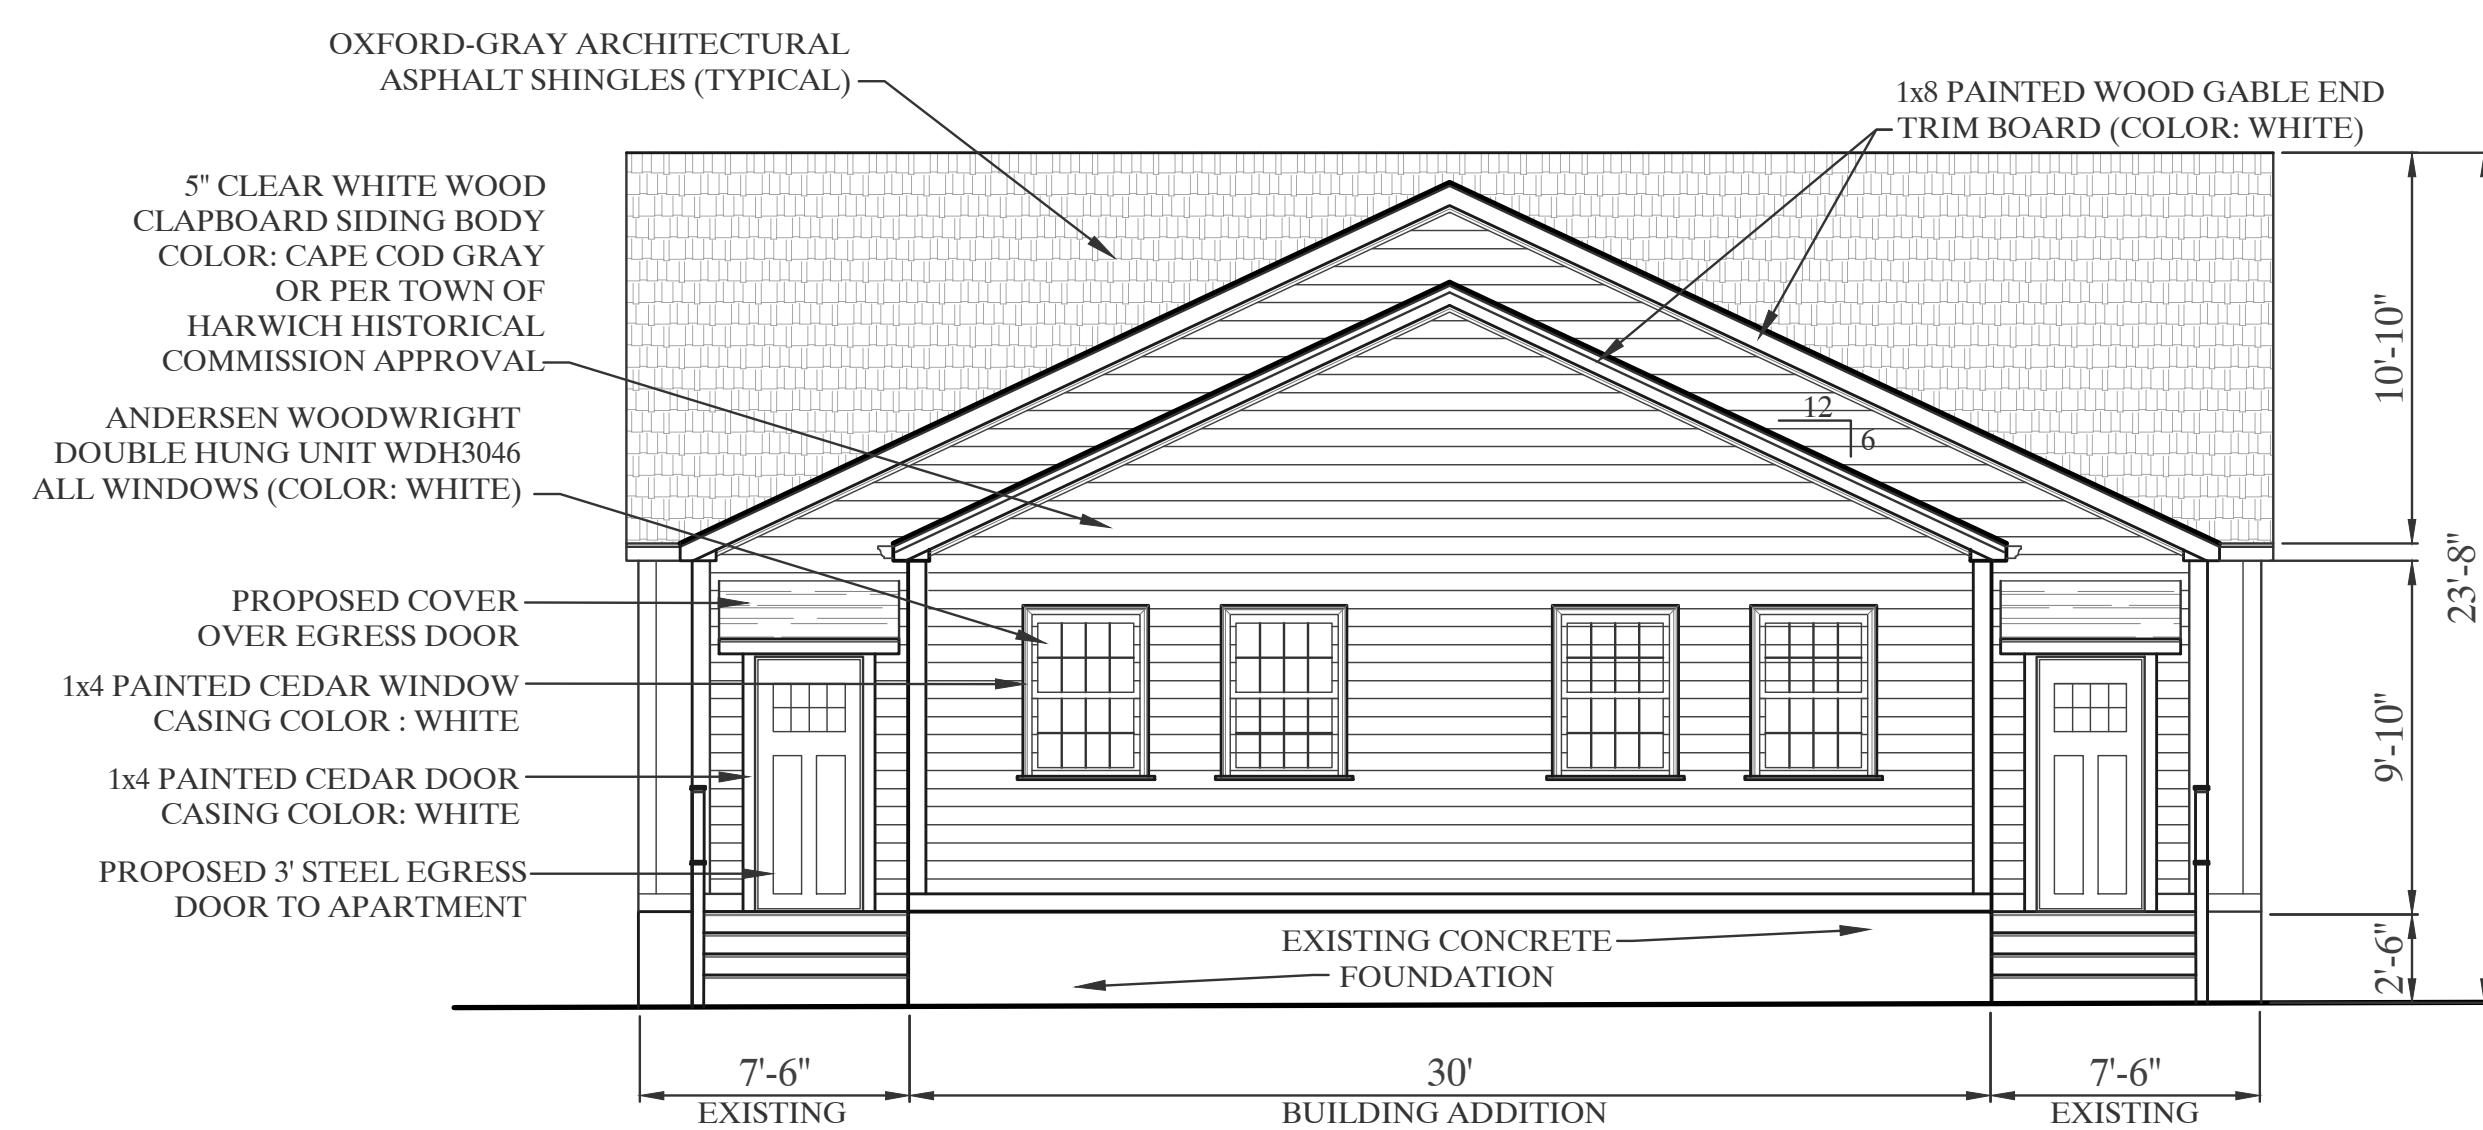 OXFORD-GRAY ARCHITECTURAL
ASPHALT SHINGLES (TYPICAL)
1x8 PAINTED WOOD GABLE END
TRIM BOARD (COLOR: WHITE)
5" CLEAR WHITE WOOD
CLAPBOARD SIDING BODY
COLOR: CAPE COD GRAY
OR PER TOWN OF
HARWICH HISTORICAL
COMMISSION APPROVAL
ANDERSEN WOODWRIGHT
DOUBLE HUNG UNIT WDH3046
ALL WINDOWS (COLOR: WHITE)
PROPOSED COVER
OVER EGRESS DOOR
1x4 PAINTED CEDAR WINDOW
CASING COLOR : WHITE
1x4 PAINTED CEDAR DOOR
CASING COLOR: WHITE
PROPOSED 3' STEEL EGRESS
DOOR TO APARTMENT
12
6
10'-10"
23'-8"
9'-10"
2'-6"
EXISTING CONCRETE
FOUNDATION
7'-6"
EXISTING
30'
BUILDING ADDITION
7'-6"
EXISTING